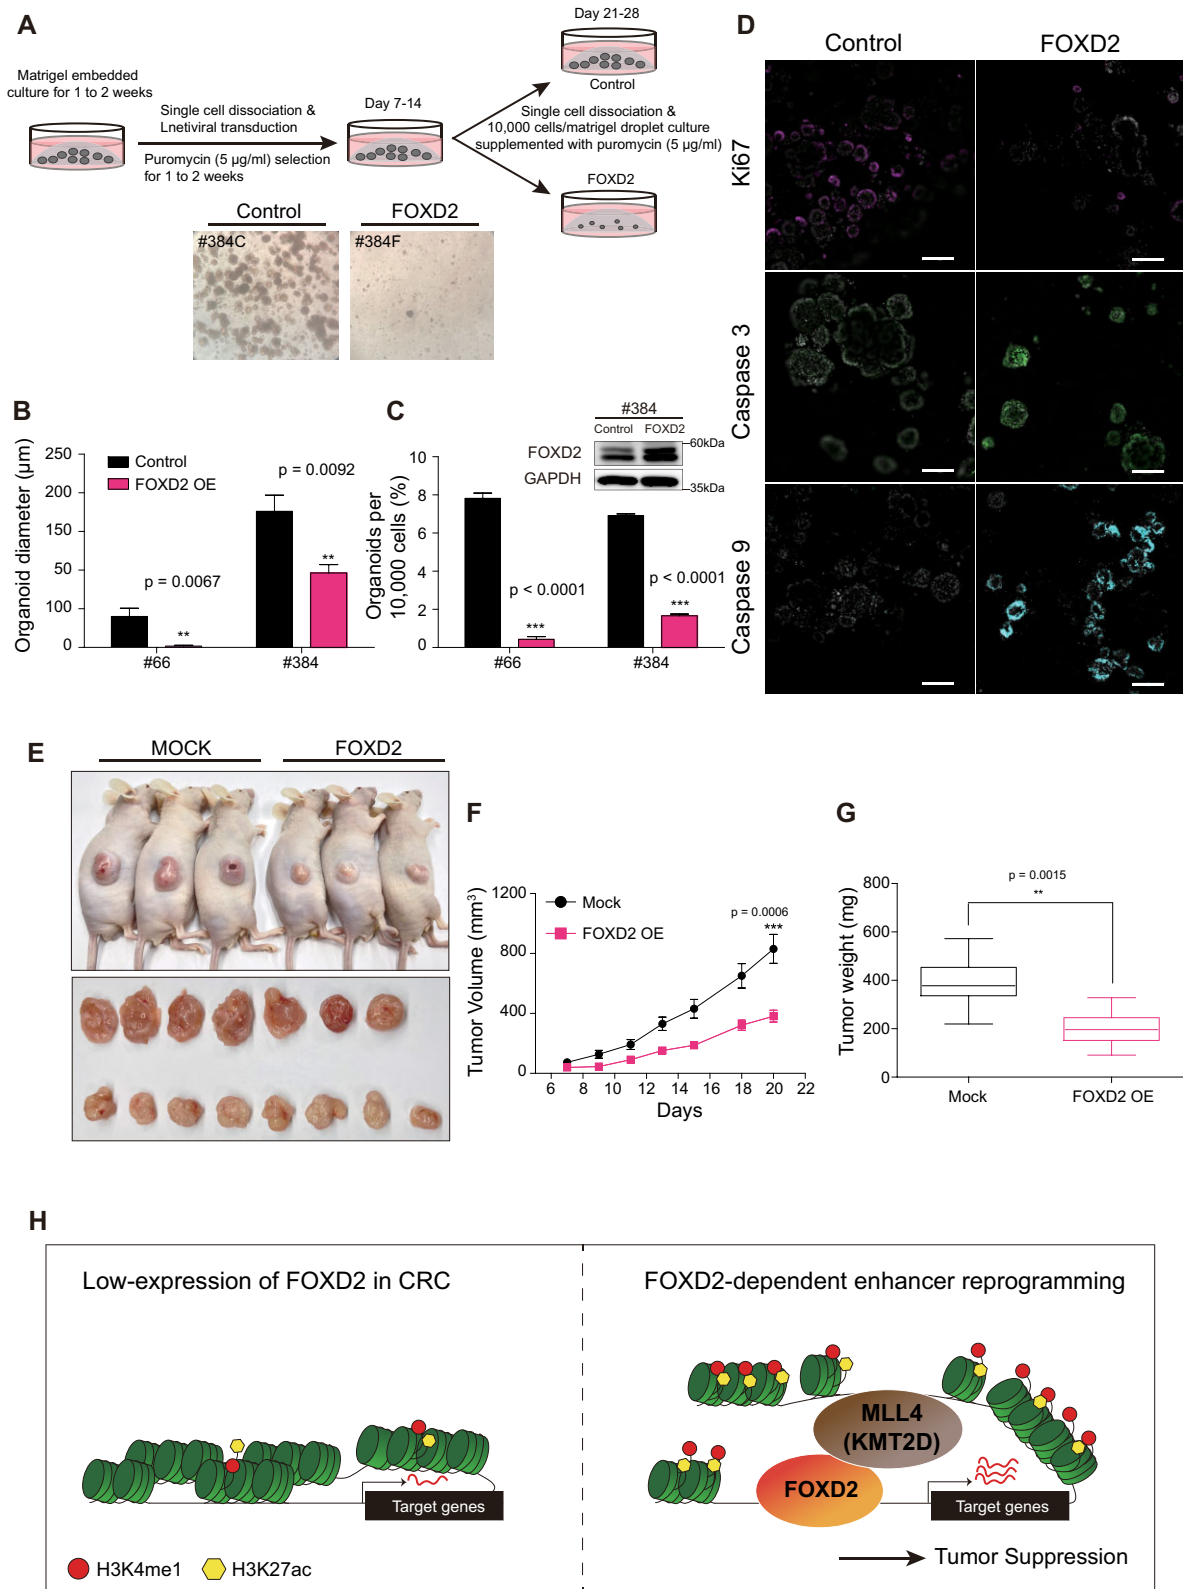 A
Matrigel embedded
culture for 1 to 2 weeks
Single cell dissociation &
Lnetiviral transduction
Puromycin (5 µg/ml) selection
for 1 to 2 weeks
Day 7-14
Day 21-28
Control
Single cell dissociation &
10,000 cells/matrigel droplet culture
supplemented with puromycin (5 µg/ml)
FOXD2
Control
FOXD2
#384C
#384F
B
Organoid diameter (µm)
250
200
50
100
0
Control
FOXD2 OE
p = 0.0092
p = 0.0067
**
**
#66
#384
C
Organoids per
10,000 cells (%)
10
8
6
4
2
0
#384
Control
FOXD2
FOXD2
GAPDH
60kDa
35kDa
p < 0.0001
p < 0.0001
***
***
#66
#384
D
Control
FOXD2
Ki67
Caspase 3
Caspase 9
E
MOCK
FOXD2
F
Tumor Volume (mm³)
1200
800
400
0
Mock
FOXD2 OE
p = 0.0006
***
6
8
10
12
14
16
18
20
22
Days
G
Tumor weight (mg)
800
600
400
200
0
p = 0.0015
**
Mock
FOXD2 OE
H
Low-expression of FOXD2 in CRC
Target genes
H3K4me1
H3K27ac
FOXD2-dependent enhancer reprogramming
MLL4
(KMT2D)
FOXD2
Target genes
Tumor Suppression